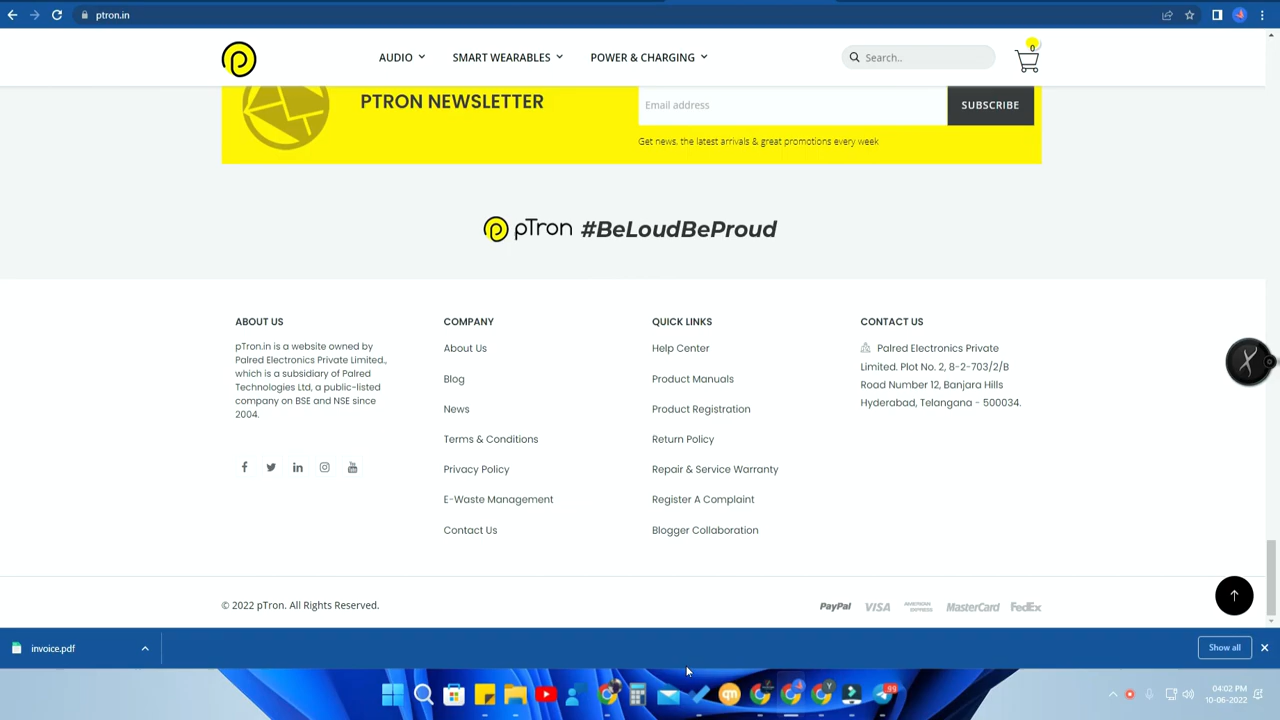 ptron.in
AUDIO SMART WEARABLES POWER & CHARGING Search.. 0
PTRON NEWSLETTER
Email address SUBSCRIBE
Get news, the latest arrivals & great promotions every week
pTron #BeLoudBeProud
ABOUT US
pTron.in is a website owned by
Palred Electronics Private Limited.,
which is a subsidiary of Palred
Technologies Ltd, a public-listed
company on BSE and NSE since
2004.
COMPANY
About Us
Blog
News
Terms & Conditions
Privacy Policy
E-Waste Management
Contact Us
QUICK LINKS
Help Center
Product Manuals
Product Registration
Return Policy
Repair & Service Warranty
Register A Complaint
Blogger Collaboration
CONTACT US
Palred Electronics Private
Limited. Plot No. 2, 8-2-703/2/B
Road Number 12, Banjara Hills
Hyderabad, Telangana - 500034.
© 2022 pTron. All Rights Reserved.
PayPal VISA AMERICAN EXPRESS MasterCard FedEx
invoice.pdf Show all
04:02 PM
10-06-2022